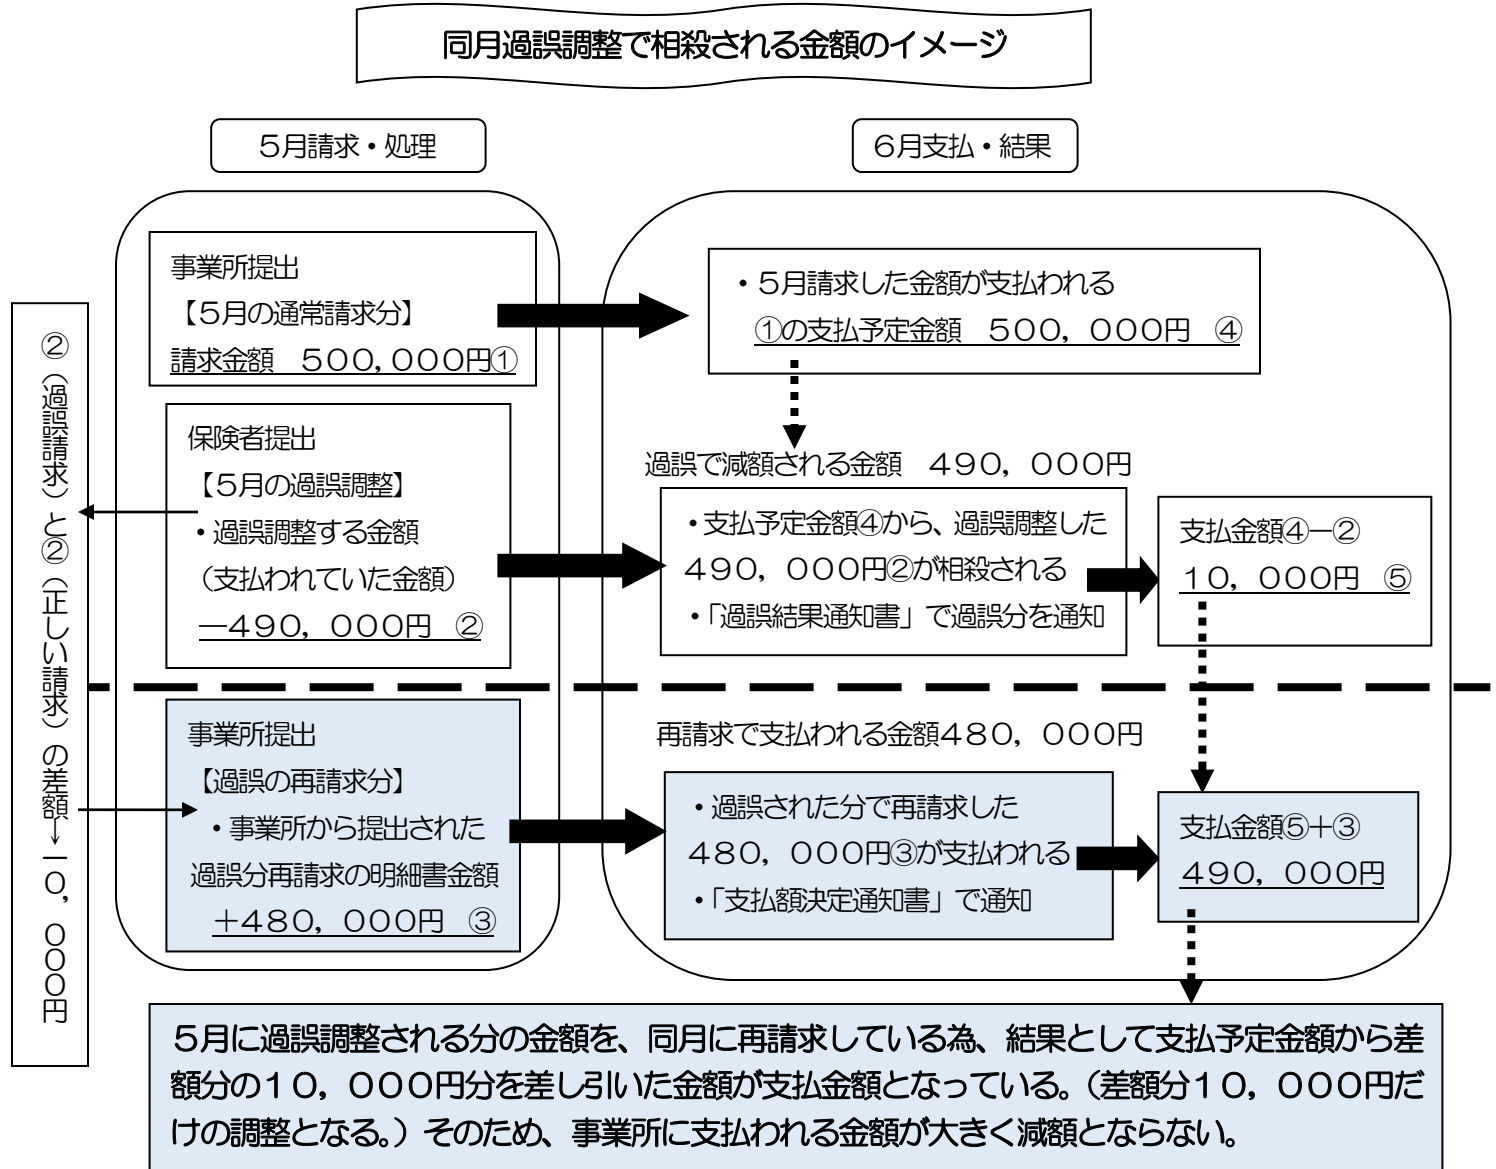 同月過誤調整で相殺される金額のイメージ
５月請求・処理
６月支払・結果
②（過誤請求）と②（正しい請求）の差額→一０，０００円
事業所提出
【５月の通常請求分】
請求金額　５００，０００円①
保険者提出
【５月の過誤調整】
・過誤調整する金額
（支払われていた金額）
―４９０，０００円　②
事業所提出
【過誤の再請求分】
・事業所から提出された
過誤分再請求の明細書金額
＋４８０，０００円　③
・５月請求した金額が支払われる
①の支払予定金額　５００，０００円　④
過誤で減額される金額　４９０，０００円
・支払予定金額④から、過誤調整した
４９０，０００円②が相殺される
・「過誤結果通知書」で過誤分を通知
支払金額④―②
１０，０００円　⑤
再請求で支払われる金額４８０，０００円
・過誤された分で再請求した
４８０，０００円③が支払われる
・「支払額決定通知書」で通知
支払金額⑤＋③
４９０，０００円
５月に過誤調整される分の金額を、同月に再請求している為、結果として支払予定金額から差
額分の１０，０００円分を差し引いた金額が支払金額となっている。（差額分１０，０００円だ
けの調整となる。）そのため、事業所に支払われる金額が大きく減額とならない。